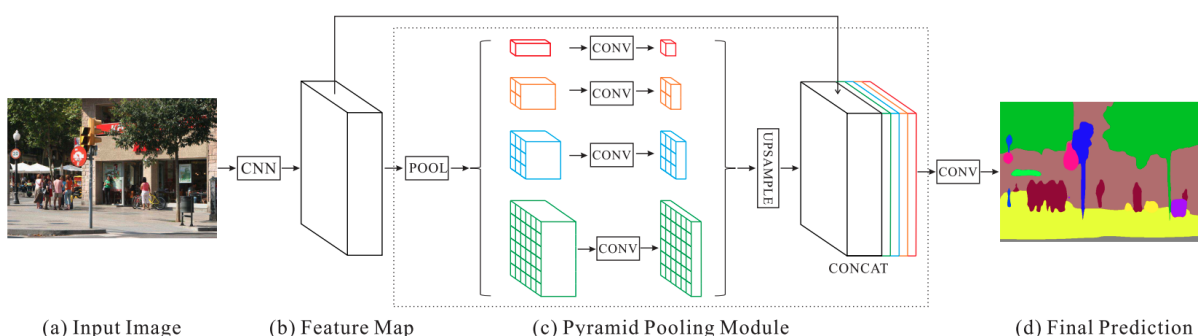 CNN
POOL
CONV
CONV
CONV
CONV
UPSAMPLE
CONCAT
CONV
(a) Input Image
(b) Feature Map
(c) Pyramid Pooling Module
(d) Final Prediction